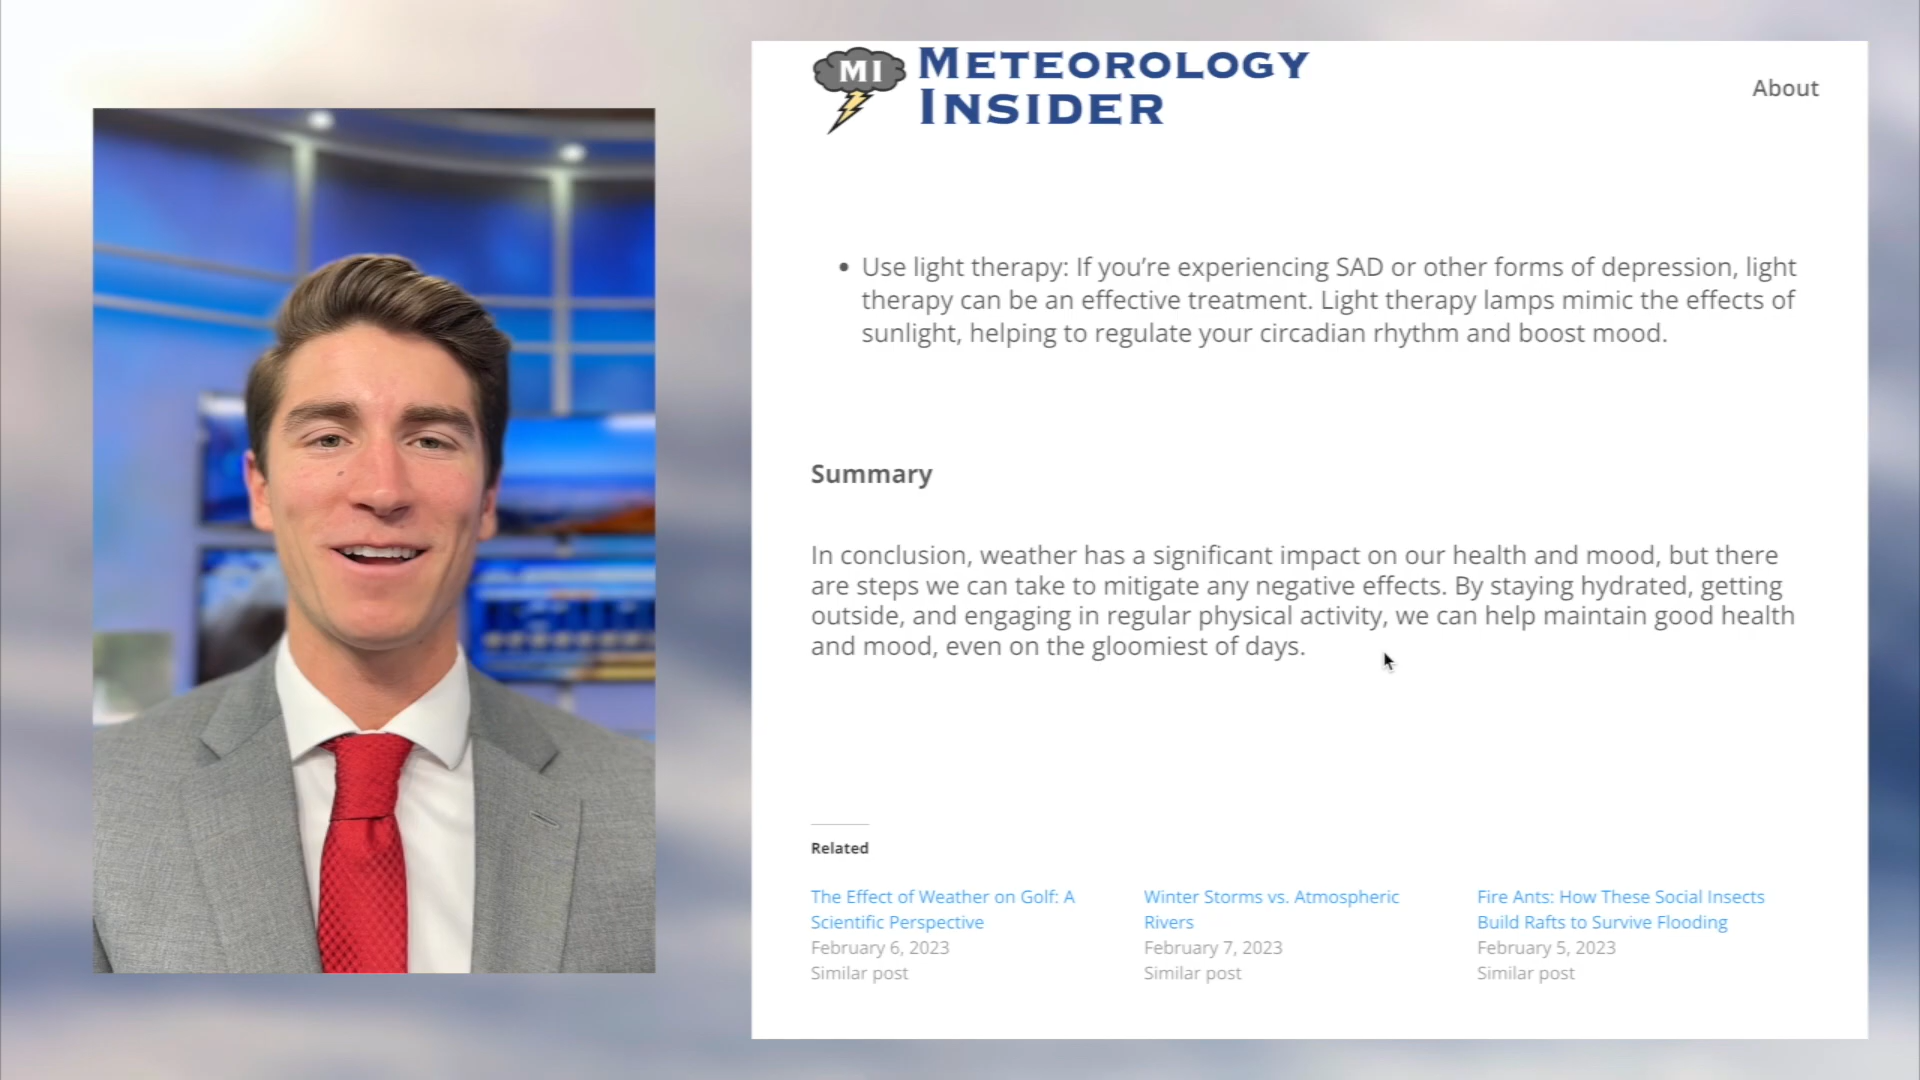 MI
METEOROLOGY
INSIDER
About
• Use light therapy: If you’re experiencing SAD or other forms of depression, light
therapy can be an effective treatment. Light therapy lamps mimic the effects of
sunlight, helping to regulate your circadian rhythm and boost mood.
Summary
In conclusion, weather has a significant impact on our health and mood, but there
are steps we can take to mitigate any negative effects. By staying hydrated, getting
outside, and engaging in regular physical activity, we can help maintain good health
and mood, even on the gloomiest of days.
Related
The Effect of Weather on Golf: A
Scientific Perspective
February 6, 2023
Similar post
Winter Storms vs. Atmospheric
Rivers
February 7, 2023
Similar post
Fire Ants: How These Social Insects
Build Rafts to Survive Flooding
February 5, 2023
Similar post